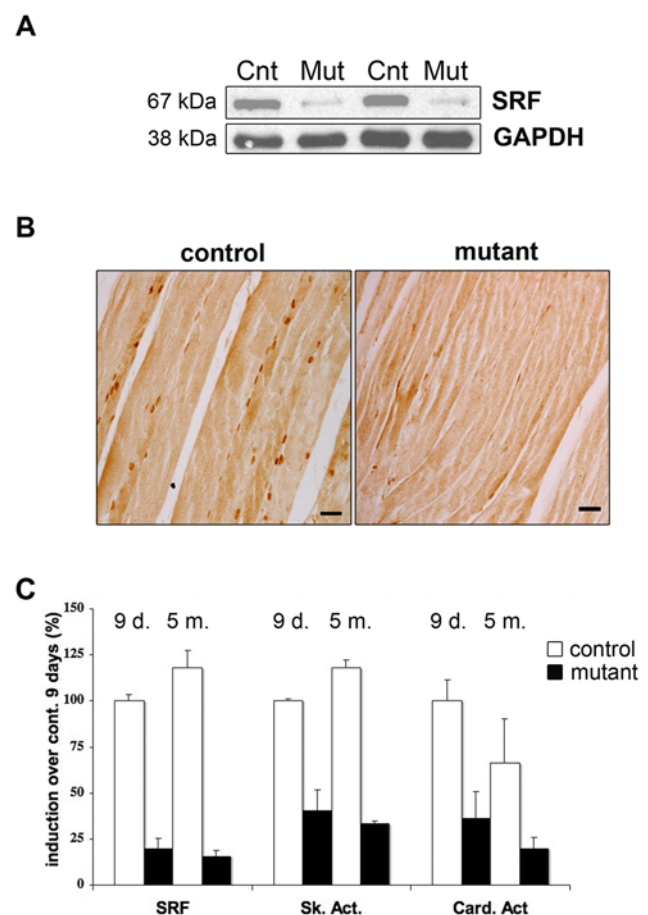 A
Cnt Mut Cnt Mut
67 kDa SRF
38 kDa GAPDH
B
control mutant
C
induction over cont. 9 days (%)
150
125
100
75
50
25
0
9 d. 5 m. 9 d. 5 m. 9 d. 5 m.
control
mutant
SRF Sk. Act. Card. Act